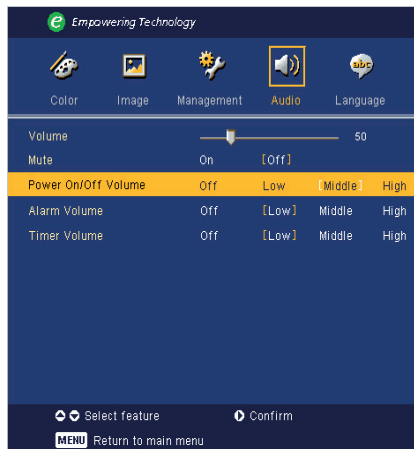 e Empowering Technology
abc
Color Image Management Audio Language
Volume 50
Mute On [Off]
Power On/Off Volume Off Low [Middle] High
Alarm Volume Off [Low] Middle High
Timer Volume Off [Low] Middle High
Select feature Confirm
MENU Return to main menu